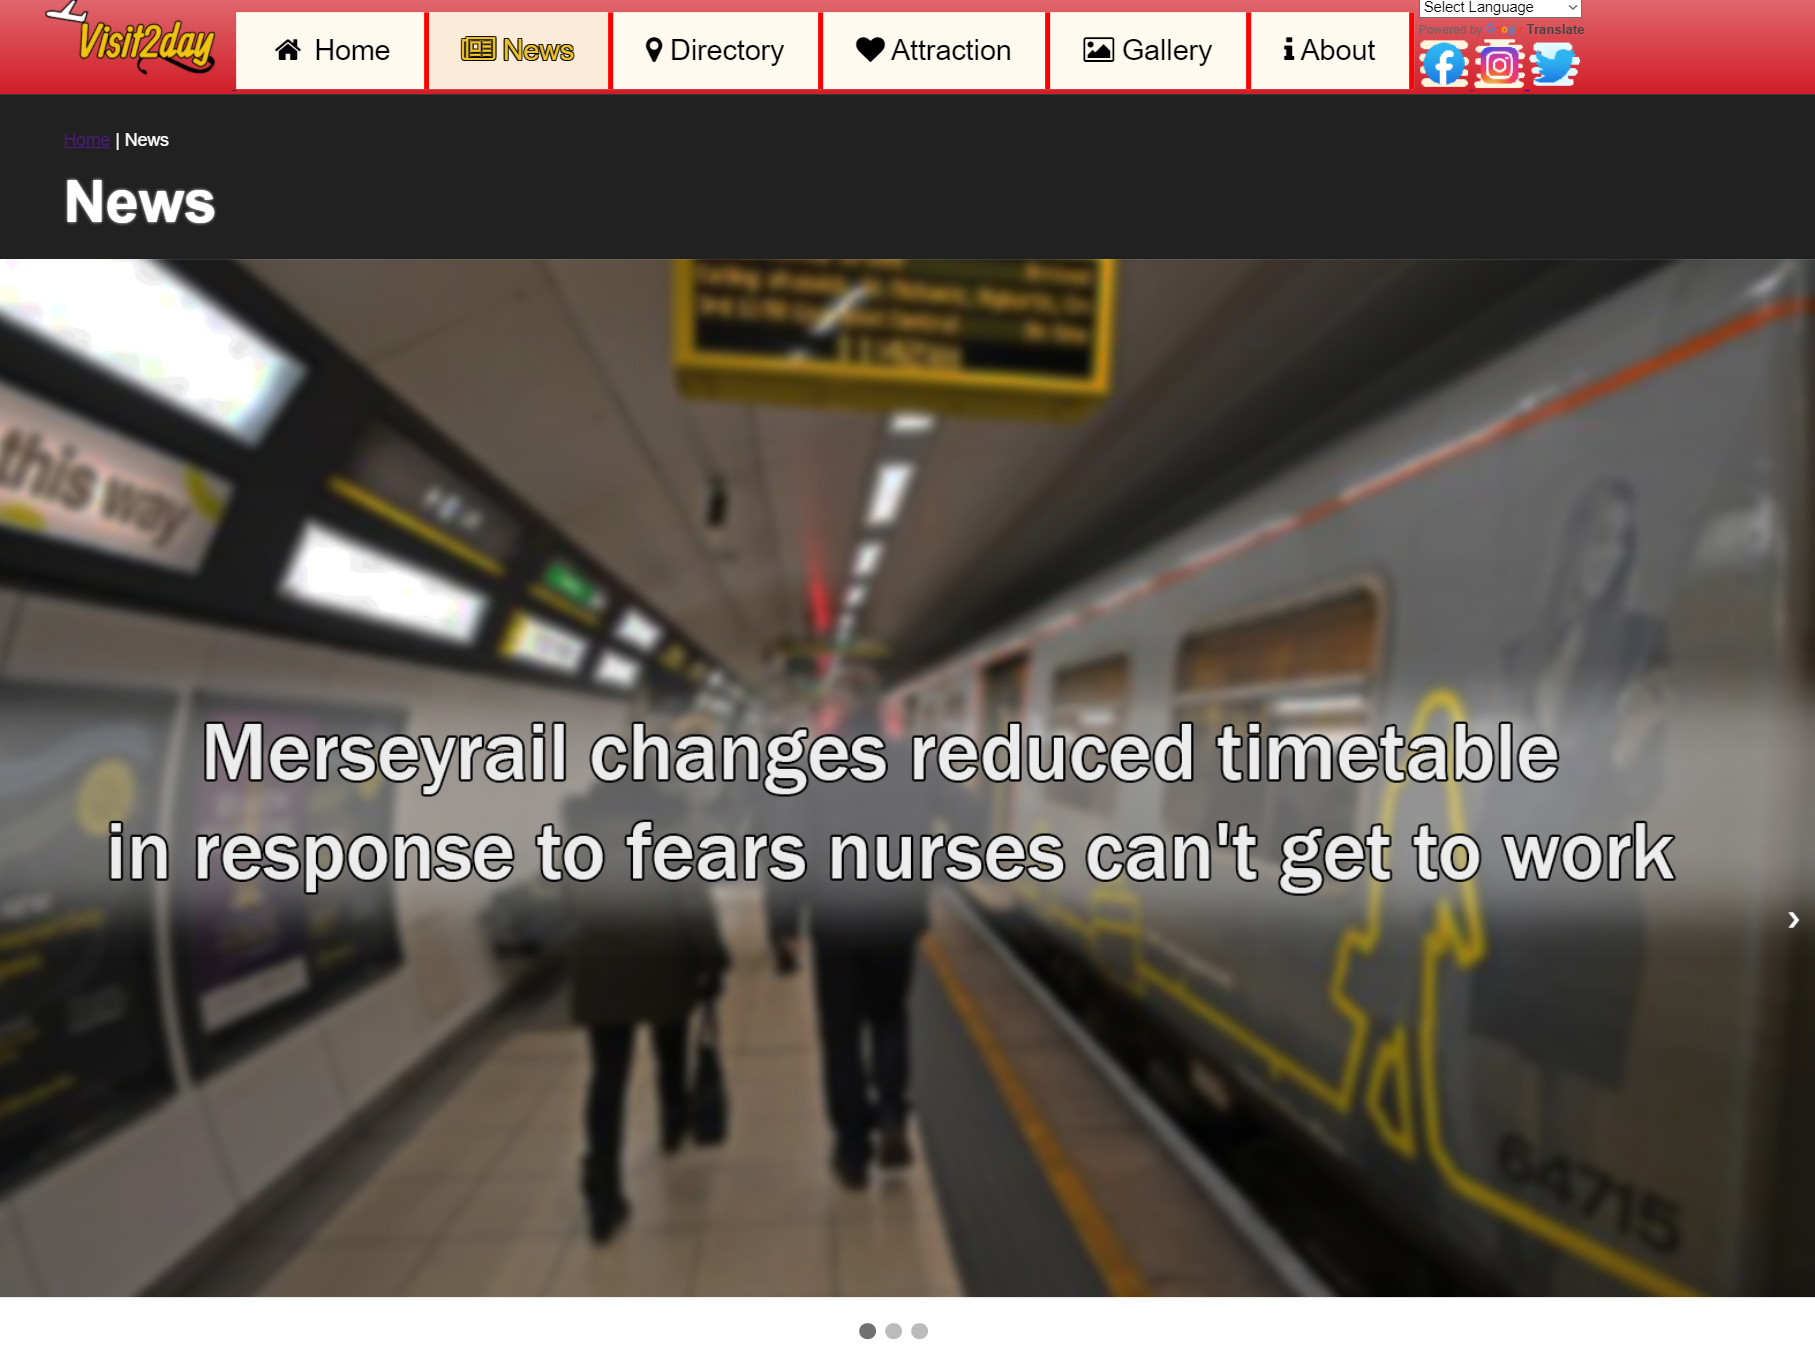 Visit2day
Home
News
Directory
Attraction
Gallery
About
Select Language
Powered by Google Translate
Home | News
News
this way
Merseyrail changes reduced timetable
in response to fears nurses can't get to work
64715